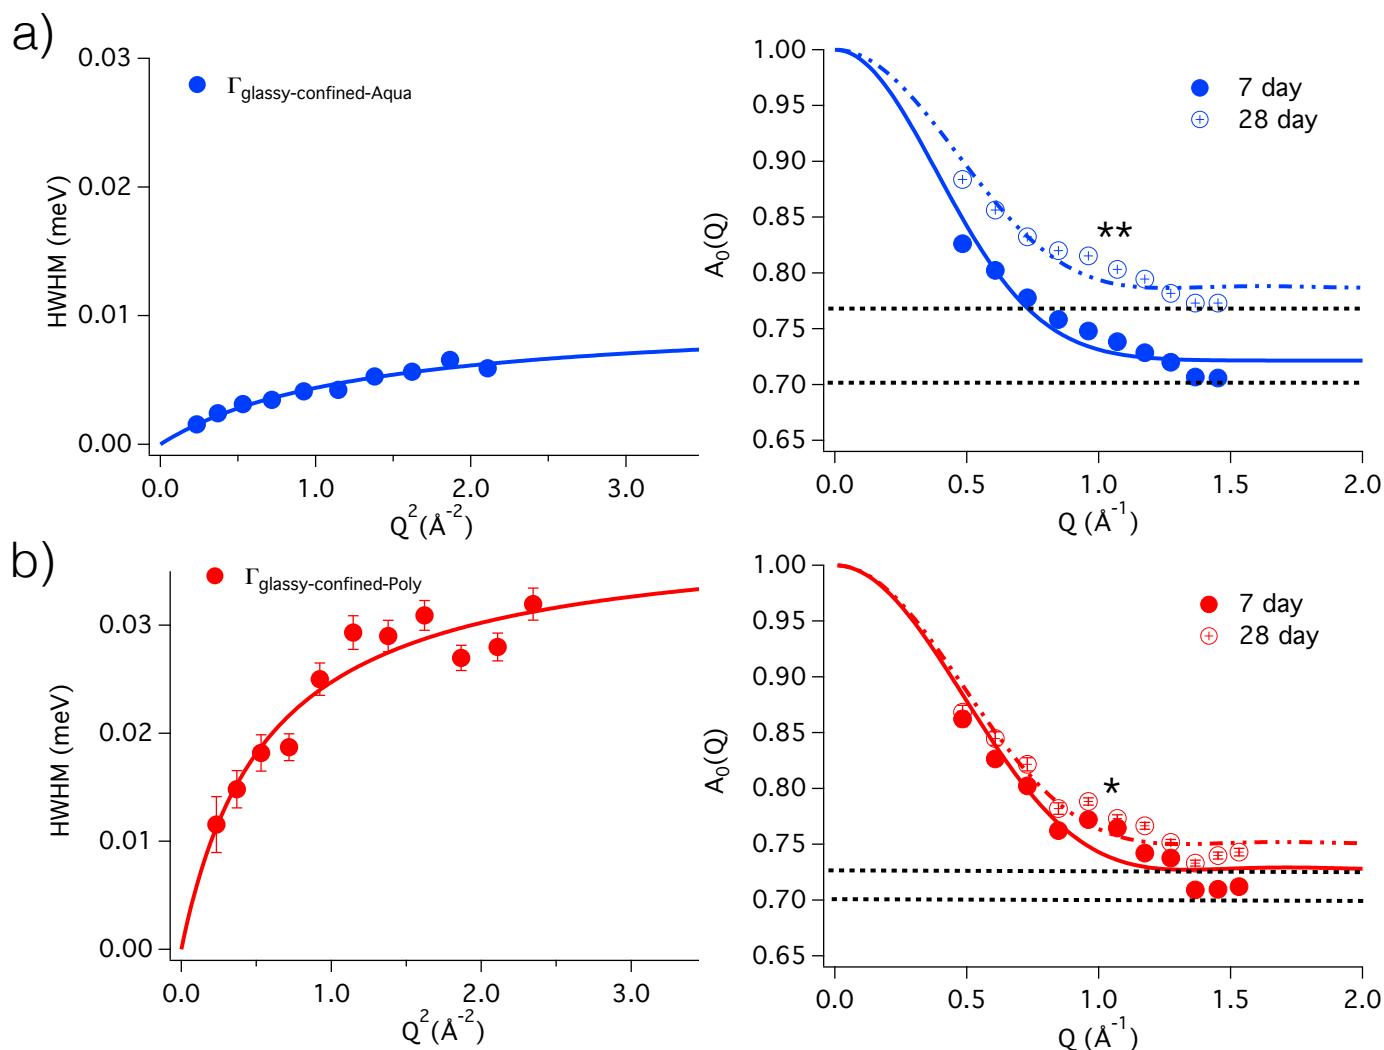 a)
HWHM (meV)
0.03
0.02
0.01
0.00
Γglassy-confined-Aqua
0.0 1.0 2.0 3.0
Q²(Å⁻²)
A₀(Q)
1.00
0.95
0.90
0.85
0.80
0.75
0.70
0.65
7 day
28 day
**
0.0 0.5 1.0 1.5 2.0
Q (Å⁻¹)
b)
HWHM (meV)
0.03
0.02
0.01
0.00
Γglassy-confined-Poly
0.0 1.0 2.0 3.0
Q²(Å⁻²)
A₀(Q)
1.00
0.95
0.90
0.85
0.80
0.75
0.70
0.65
7 day
28 day
*
0.0 0.5 1.0 1.5 2.0
Q (Å⁻¹)